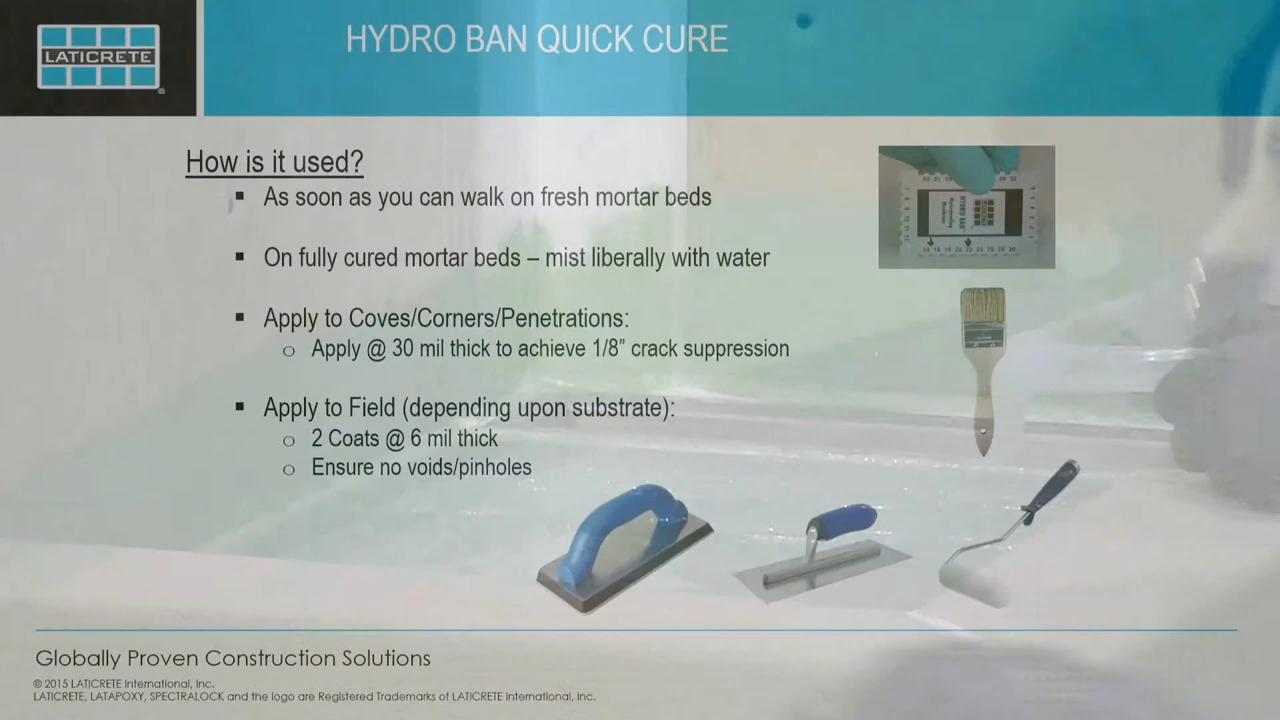 LATICRETE
®
HYDRO BAN QUICK CURE
How is it used?
▪ As soon as you can walk on fresh mortar beds
▪ On fully cured mortar beds – mist liberally with water
▪ Apply to Coves/Corners/Penetrations:
o Apply @ 30 mil thick to achieve 1/8” crack suppression
▪ Apply to Field (depending upon substrate):
o 2 Coats @ 6 mil thick
o Ensure no voids/pinholes
HYDRO BAN
Globally Proven Construction Solutions
© 2015 LATICRETE International, Inc.
LATICRETE, LATAPOXY, SPECTRALOCK and the logo are Registered Trademarks of LATICRETE International, Inc.